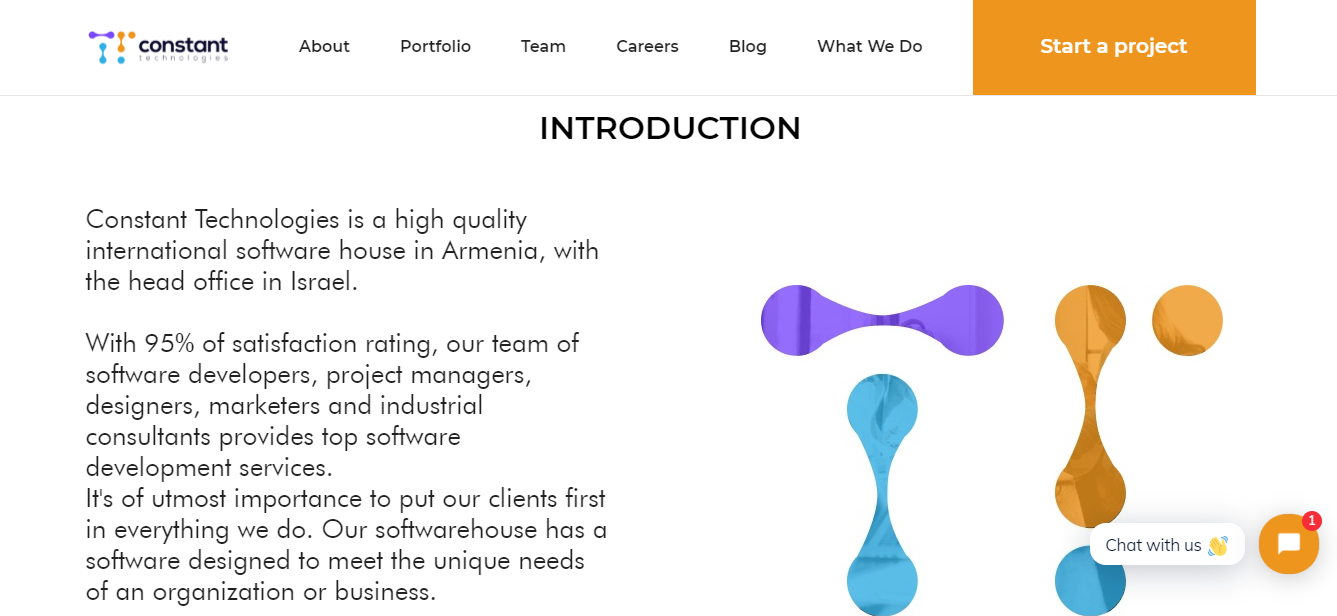 constant
technologies
About
Portfolio
Team
Careers
Blog
What We Do
Start a project
INTRODUCTION
Constant Technologies is a high quality
international software house in Armenia, with
the head office in Israel.
With 95% of satisfaction rating, our team of
software developers, project managers,
designers, marketers and industrial
consultants provides top software
development services.
It's of utmost importance to put our clients first
in everything we do. Our softwarehouse has a
software designed to meet the unique needs
of an organization or business.
Chat with us 👋
1